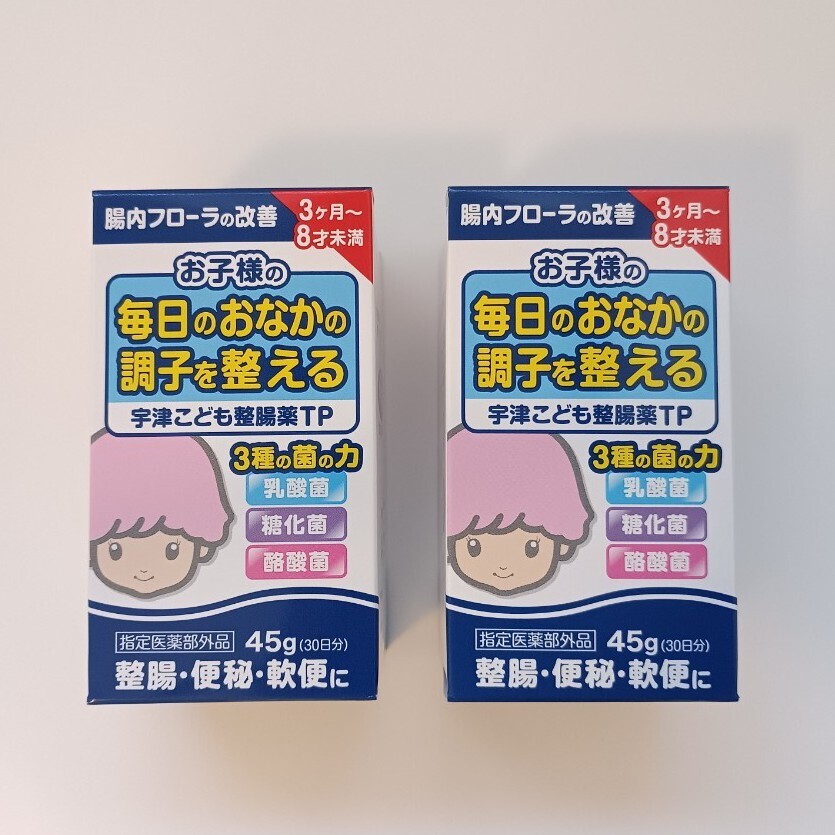 腸内フローラの改善
3ヶ月〜
8才未満
お子様の
毎日のおなかの
調子を整える
宇津こども整腸薬TP
3種の菌の力
乳酸菌
糖化菌
酪酸菌
指定医薬部外品 45g(30日分)
整腸・便秘・軟便に
腸内フローラの改善
3ヶ月〜
8才未満
お子様の
毎日のおなかの
調子を整える
宇津こども整腸薬TP
3種の菌の力
乳酸菌
糖化菌
酪酸菌
指定医薬部外品 45g(30日分)
整腸・便秘・軟便に